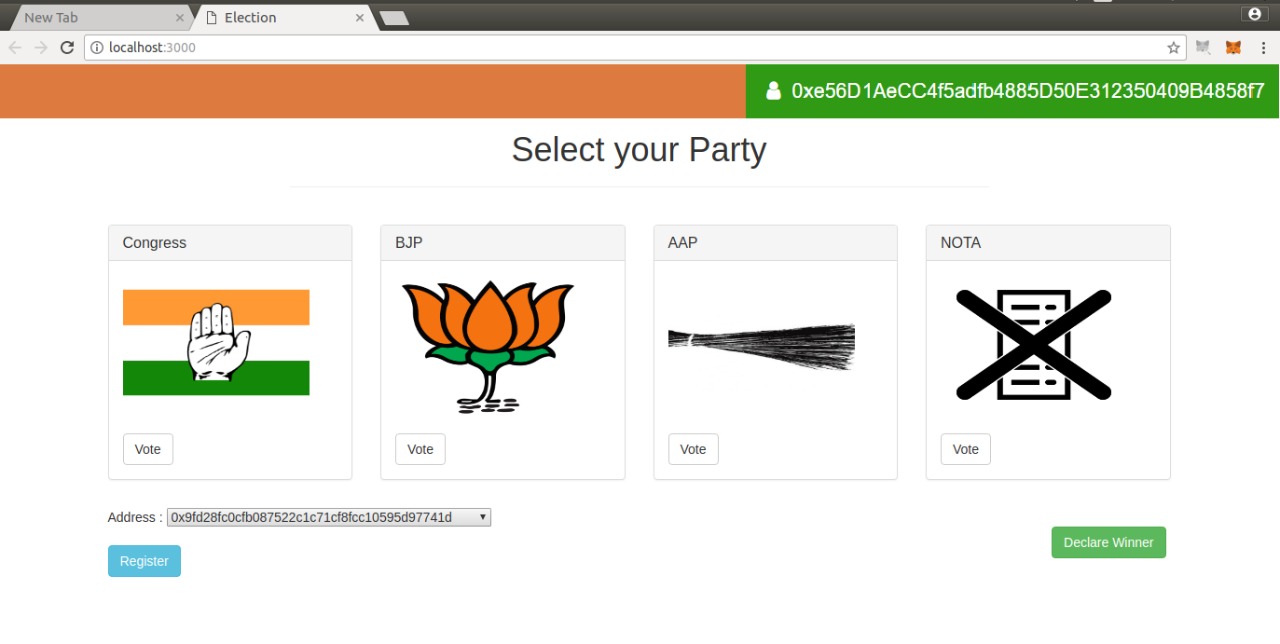 New Tab
Election
localhost:3000
0xe56D1AeCC4f5adfb4885D50E312350409B4858f7
Select your Party
Congress
BJP
AAP
NOTA
Vote
Vote
Vote
Vote
Address : 0x9fd28fc0cfb087522c1c71cf8fcc10595d97741d
Declare Winner
Register